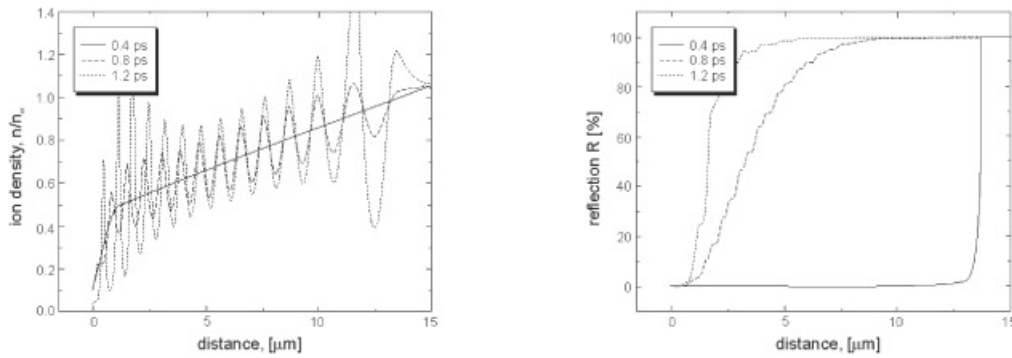 1.4
1.2
1.0
0.8
0.6
0.4
0.2
0.0
ion density, n/n
0.4 ps
0.8 ps
1.2 ps
0
5
10
15
distance, [μm]
100
80
60
40
20
0
reflection R [%]
0.4 ps
0.8 ps
1.2 ps
0
5
10
15
distance, [μm]